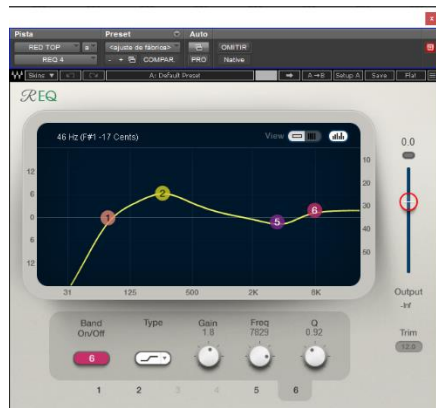 x
Pista Preset Auto
RED TOP a <ajuste de fábrica> OMITIR
REQ 4 - + COMPAR. PRO Native
Skins A: Default Preset A→B Setup A Save Flat
REQ
46 Hz (F#1 -17 Cents) View
0.0
12 10
6 1 2 20
0 5 6 30
6 40
12 50
31 125 500 2K 8K
Output
-Inf
Band On/Off Type Gain Freq Q
1.8 7829 0.92
Trim
12.0
6
1 2 3 4 5 6